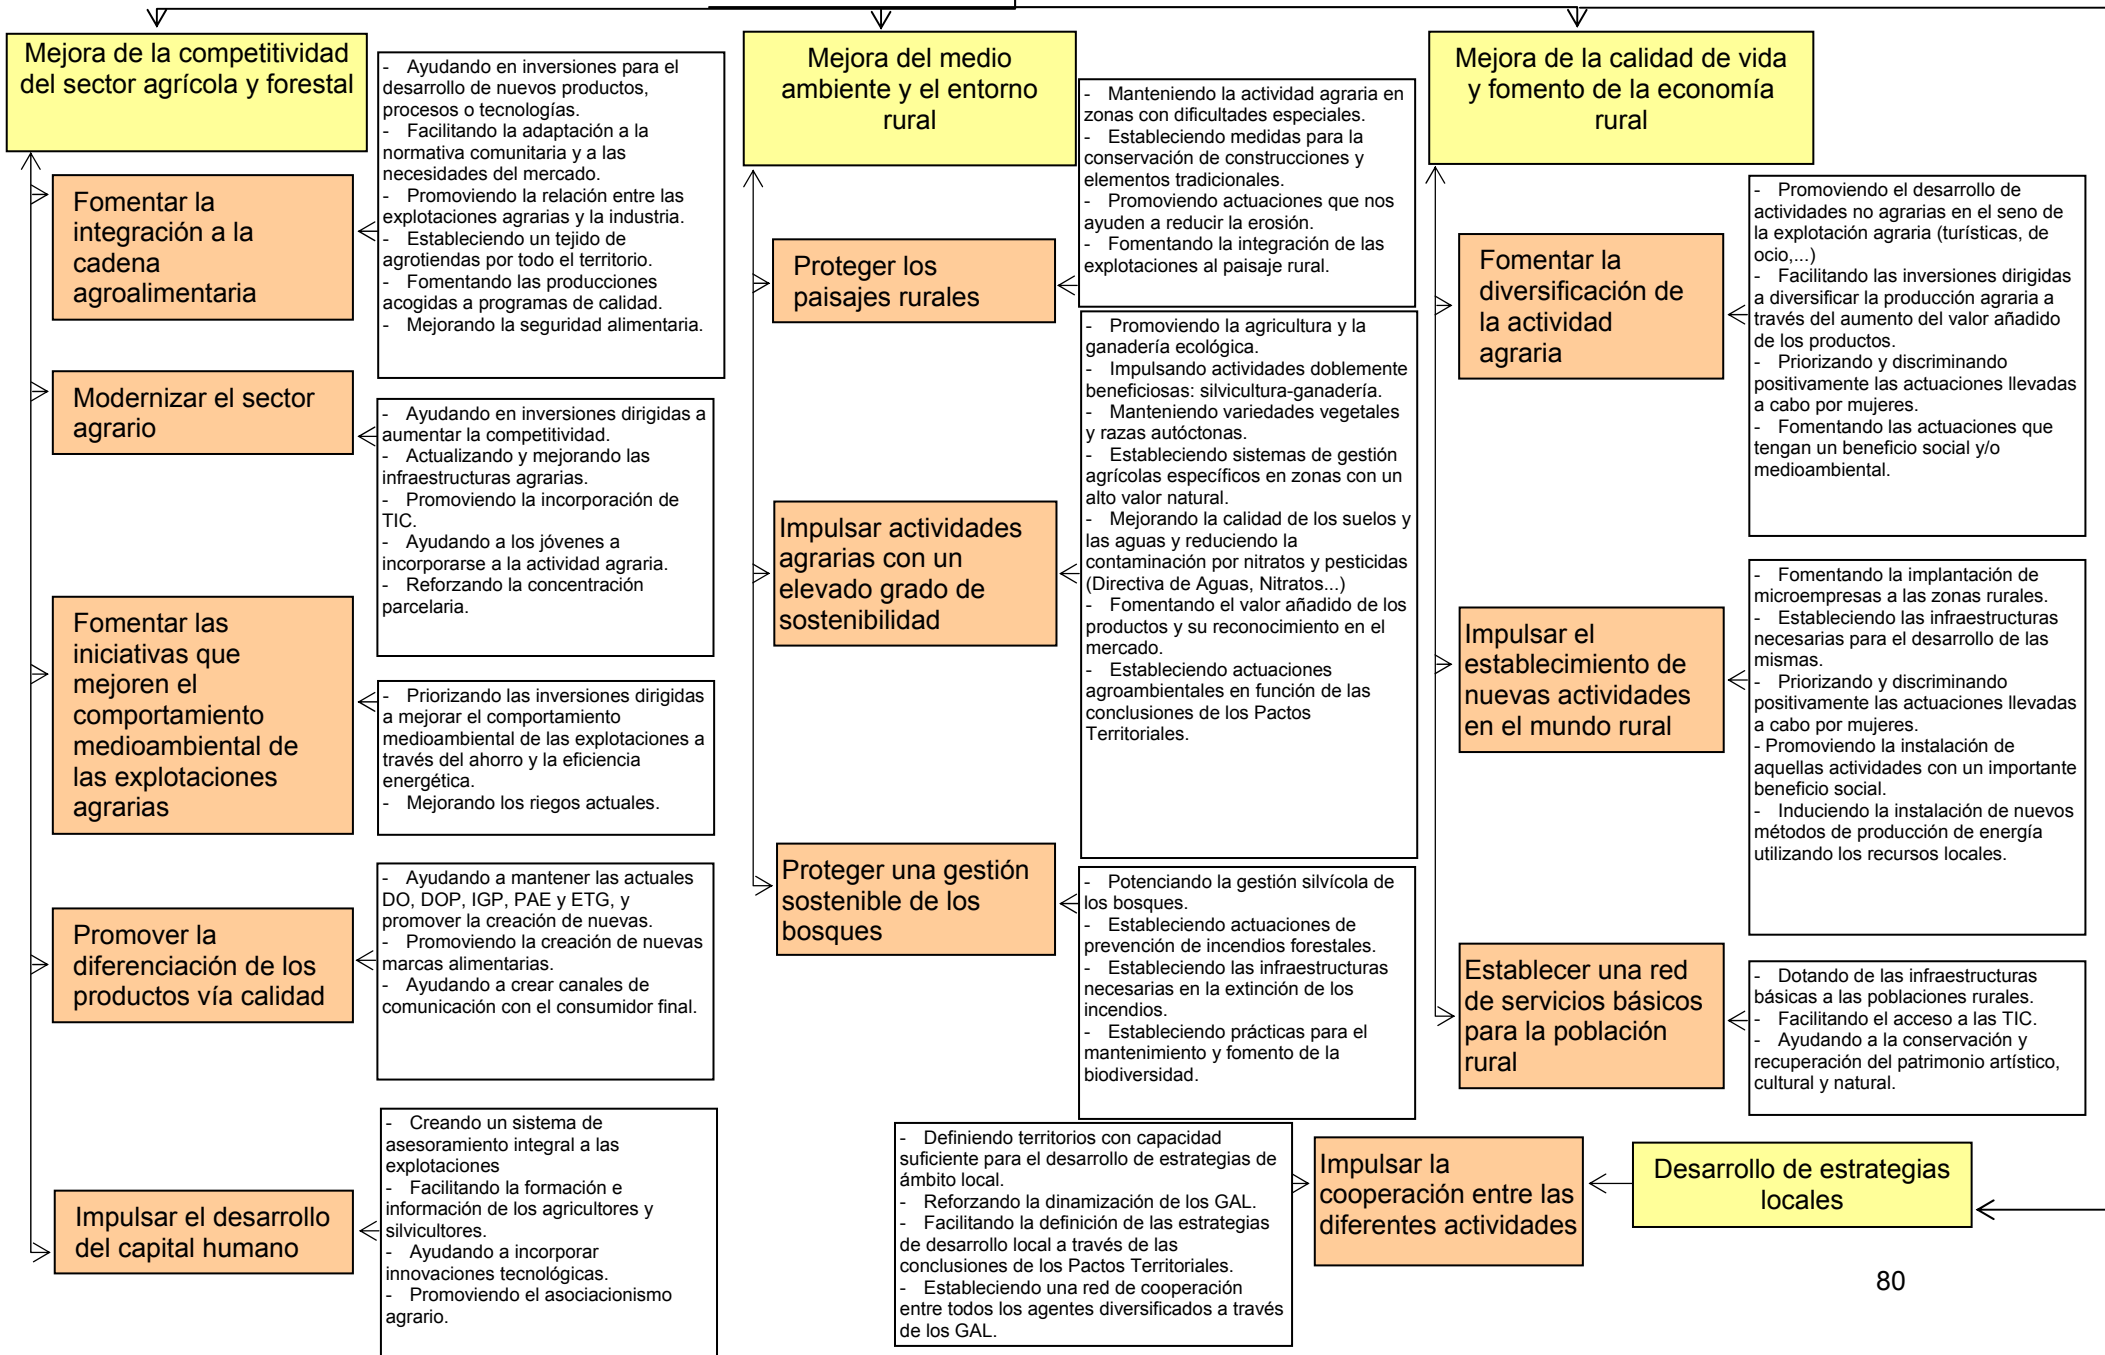 Mejora de la competitividad
del sector agrícola y forestal
Fomentar la
integración a la
cadena
agroalimentaria
- Ayudando en inversiones para el
desarrollo de nuevos productos,
procesos o tecnologías.
- Facilitando la adaptación a la
normativa comunitaria y a las
necesidades del mercado.
- Promoviendo la relación entre las
explotaciones agrarias y la industria.
- Estableciendo un tejido de
agrotiendas por todo el territorio.
- Fomentando las producciones
acogidas a programas de calidad.
- Mejorando la seguridad alimentaria.
Modernizar el sector
agrario
- Ayudando en inversiones dirigidas a
aumentar la competitividad.
- Actualizando y mejorando las
infraestructuras agrarias.
- Promoviendo la incorporación de
TIC.
- Ayudando a los jóvenes a
incorporarse a la actividad agraria.
- Reforzando la concentración
parcelaria.
Fomentar las
iniciativas que
mejoren el
comportamiento
medioambiental de
las explotaciones
agrarias
- Priorizando las inversiones dirigidas
a mejorar el comportamiento
medioambiental de las explotaciones a
través del ahorro y la eficiencia
energética.
- Mejorando los riegos actuales.
Promover la
diferenciación de los
productos vía calidad
- Ayudando a mantener las actuales
DO, DOP, IGP, PAE y ETG, y
promover la creación de nuevas.
- Promoviendo la creación de nuevas
marcas alimentarias.
- Ayudando a crear canales de
comunicación con el consumidor final.
Impulsar el desarrollo
del capital humano
- Creando un sistema de
asesoramiento integral a las
explotaciones
- Facilitando la formación e
información de los agricultores y
silvicultores.
- Ayudando a incorporar
innovaciones tecnológicas.
- Promoviendo el asociacionismo
agrario.
Mejora del medio
ambiente y el entorno
rural
Proteger los
paisajes rurales
- Manteniendo la actividad agraria en
zonas con dificultades especiales.
- Estableciendo medidas para la
conservación de construcciones y
elementos tradicionales.
- Promoviendo actuaciones que nos
ayuden a reducir la erosión.
- Fomentando la integración de las
explotaciones al paisaje rural.
Impulsar actividades
agrarias con un
elevado grado de
sostenibilidad
- Promoviendo la agricultura y la
ganadería ecológica.
- Impulsando actividades doblemente
beneficiosas: silvicultura-ganadería.
- Manteniendo variedades vegetales
y razas autóctonas.
- Estableciendo sistemas de gestión
agrícolas específicos en zonas con un
alto valor natural.
- Mejorando la calidad de los suelos y
las aguas y reduciendo la
contaminación por nitratos y pesticidas
(Directiva de Aguas, Nitratos...)
- Fomentando el valor añadido de los
productos y su reconocimiento en el
mercado.
- Estableciendo actuaciones
agroambientales en función de las
conclusiones de los Pactos
Territoriales.
Proteger una gestión
sostenible de los
bosques
- Potenciando la gestión silvícola de
los bosques.
- Estableciendo actuaciones de
prevención de incendios forestales.
- Estableciendo las infraestructuras
necesarias en la extinción de los
incendios.
- Estableciendo prácticas para el
mantenimiento y fomento de la
biodiversidad.
Mejora de la calidad de vida
y fomento de la economía
rural
Fomentar la
diversificación de
la actividad
agraria
- Promoviendo el desarrollo de
actividades no agrarias en el seno de
la explotación agraria (turísticas, de
ocio,...)
- Facilitando las inversiones dirigidas
a diversificar la producción agraria a
través del aumento del valor añadido
de los productos.
- Priorizando y discriminando
positivamente las actuaciones llevadas
a cabo por mujeres.
- Fomentando las actuaciones que
tengan un beneficio social y/o
medioambiental.
Impulsar el
establecimiento de
nuevas actividades
en el mundo rural
- Fomentando la implantación de
microempresas a las zonas rurales.
- Estableciendo las infraestructuras
necesarias para el desarrollo de las
mismas.
- Priorizando y discriminando
positivamente las actuaciones llevadas
a cabo por mujeres.
- Promoviendo la instalación de
aquellas actividades con un importante
beneficio social.
- Induciendo la instalación de nuevos
métodos de producción de energía
utilizando los recursos locales.
Establecer una red
de servicios básicos
para la población
rural
- Dotando de las infraestructuras
básicas a las poblaciones rurales.
- Facilitando el acceso a las TIC.
- Ayudando a la conservación y
recuperación del patrimonio artístico,
cultural y natural.
- Definiendo territorios con capacidad
suficiente para el desarrollo de estrategias de
ámbito local.
- Reforzando la dinamización de los GAL.
- Facilitando la definición de las estrategias
de desarrollo local a través de las
conclusiones de los Pactos Territoriales.
- Estableciendo una red de cooperación
entre todos los agentes diversificados a través
de los GAL.
Impulsar la
cooperación entre las
diferentes actividades
Desarrollo de estrategias
locales
80